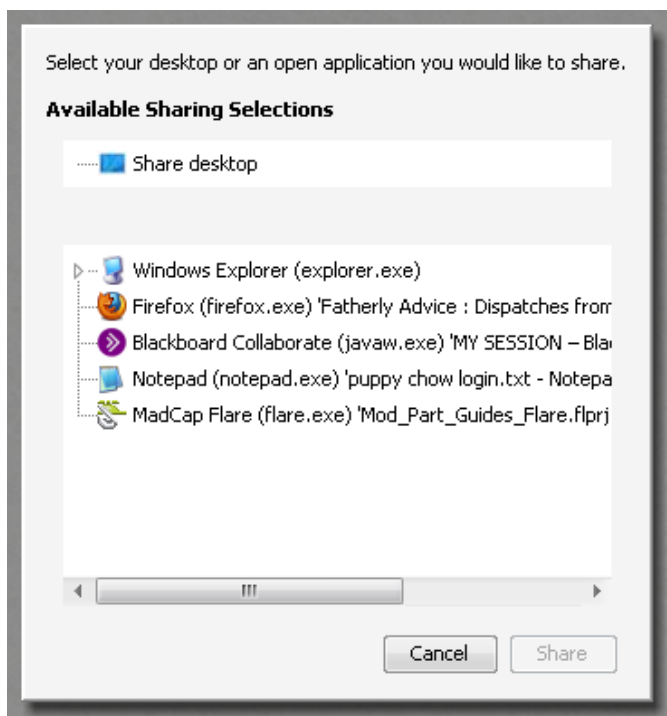 Select your desktop or an open application you would like to share.
Available Sharing Selections
Share desktop
Windows Explorer (explorer.exe)
Firefox (firefox.exe) 'Fatherly Advice : Dispatches from
Blackboard Collaborate (javaw.exe) 'MY SESSION – Bla
Notepad (notepad.exe) 'puppy chow login.txt - Notepa
MadCap Flare (flare.exe) 'Mod_Part_Guides_Flare.flprj
Cancel
Share